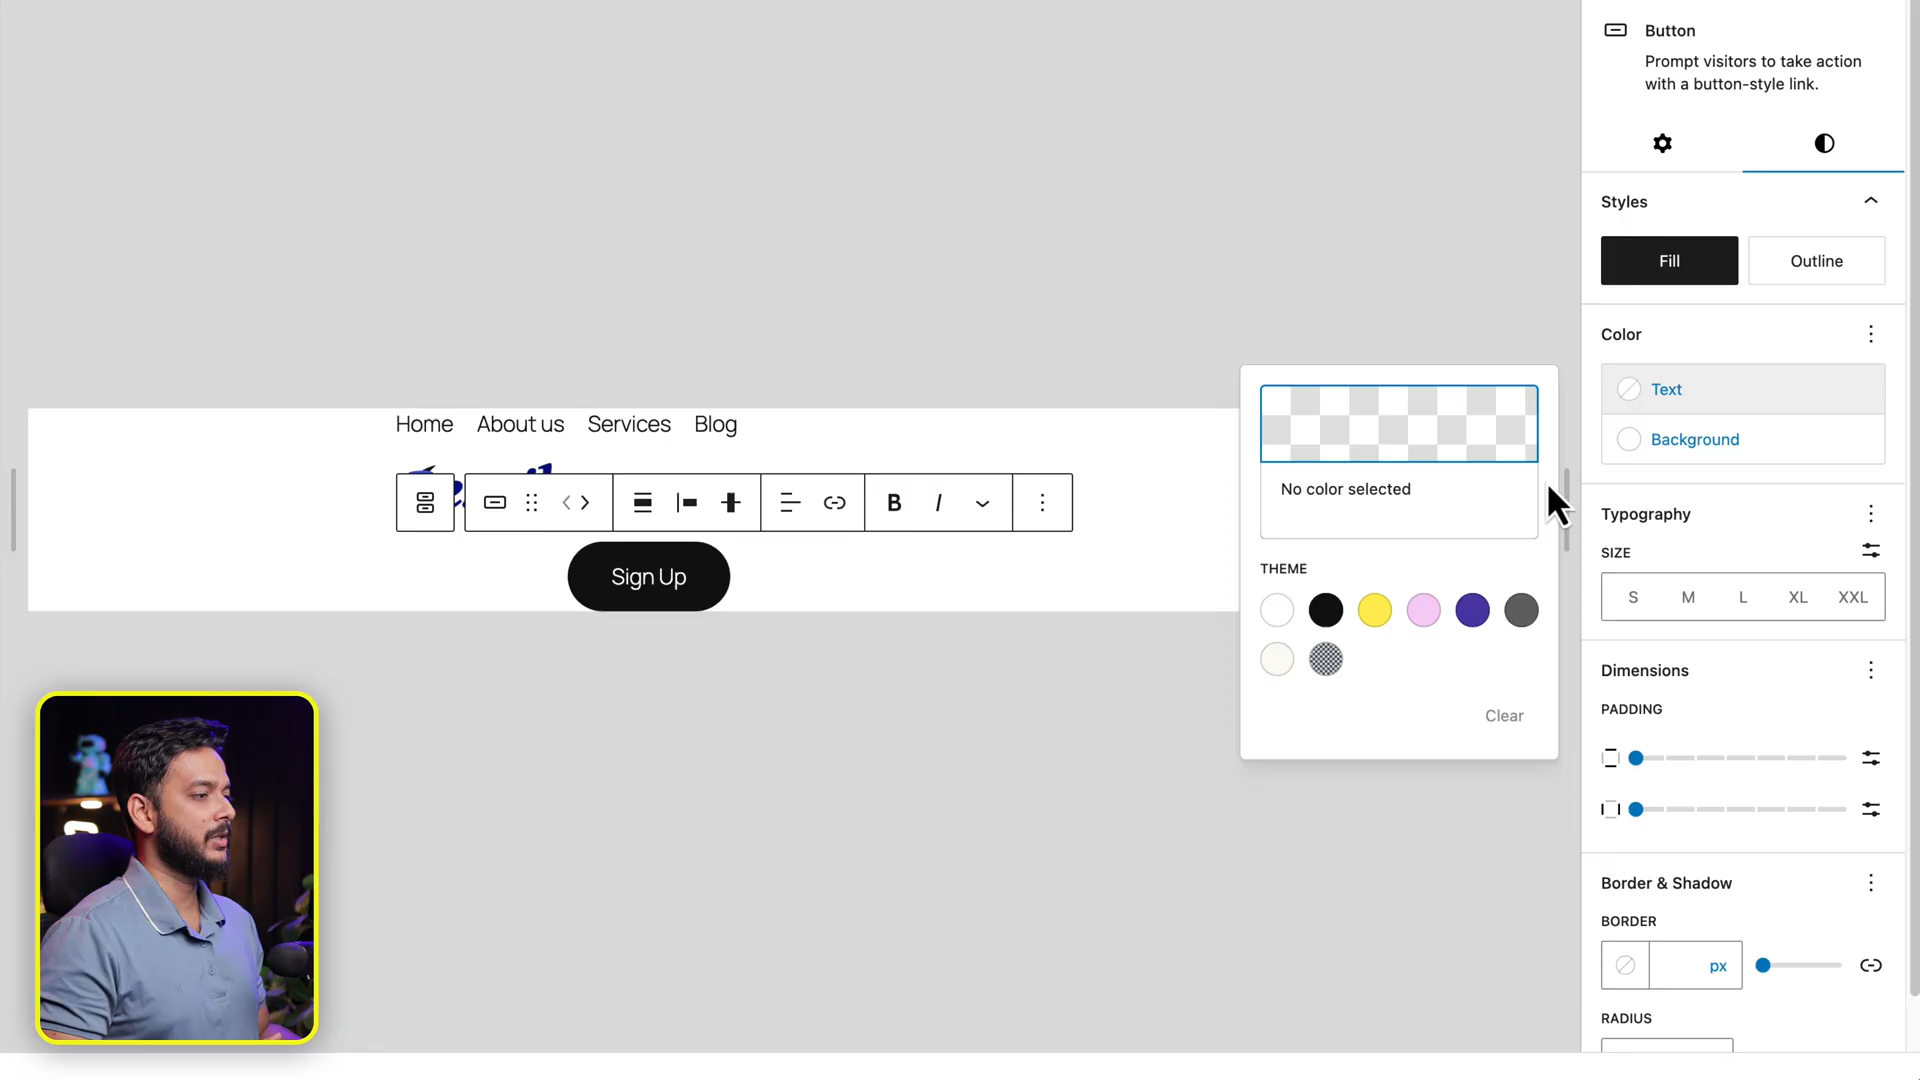 Button
Prompt visitors to take action
with a button-style link.
Styles
Fill
Outline
Color
Text
Background
Home
About us
Services
Blog
B
I
Sign Up
No color selected
THEME
Clear
Typography
SIZE
S
M
L
XL
XXL
Dimensions
PADDING
Border & Shadow
BORDER
px
RADIUS